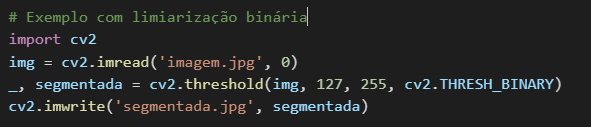 # Exemplo com limiarização binária
import cv2
img = cv2.imread('imagem.jpg', 0)
_, segmentada = cv2.threshold(img, 127, 255, cv2.THRESH_BINARY)
cv2.imwrite('segmentada.jpg', segmentada)